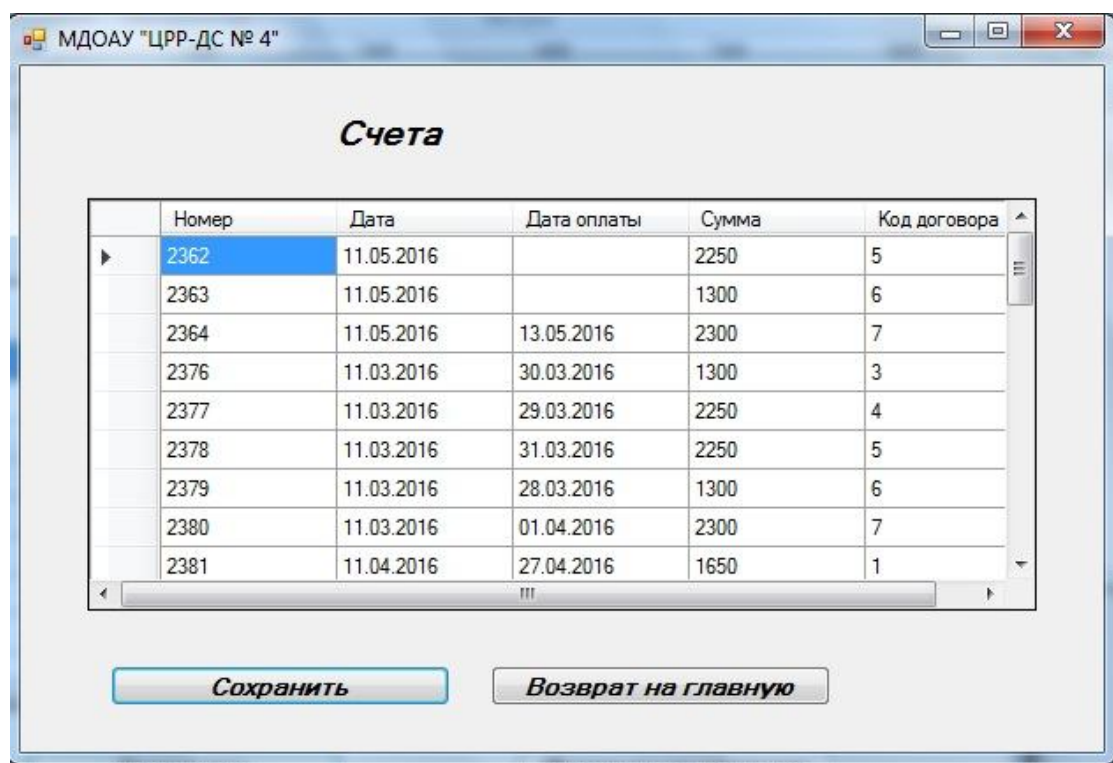 МДОАУ "ЦРР-ДС № 4"
Счета
Номер Дата Дата оплаты Сумма Код договора
2362 11.05.2016 2250 5
2363 11.05.2016 1300 6
2364 11.05.2016 13.05.2016 2300 7
2376 11.03.2016 30.03.2016 1300 3
2377 11.03.2016 29.03.2016 2250 4
2378 11.03.2016 31.03.2016 2250 5
2379 11.03.2016 28.03.2016 1300 6
2380 11.03.2016 01.04.2016 2300 7
2381 11.04.2016 27.04.2016 1650 1
Сохранить Возврат на главную